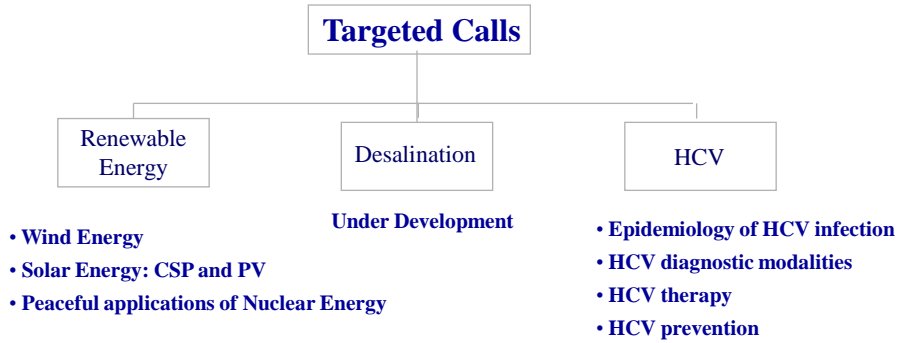 Targeted Calls
Renewable
Energy
Desalination
HCV
• Wind Energy
• Solar Energy: CSP and PV
• Peaceful applications of Nuclear Energy
Under Development
• Epidemiology of HCV infection
• HCV diagnostic modalities
• HCV therapy
• HCV prevention